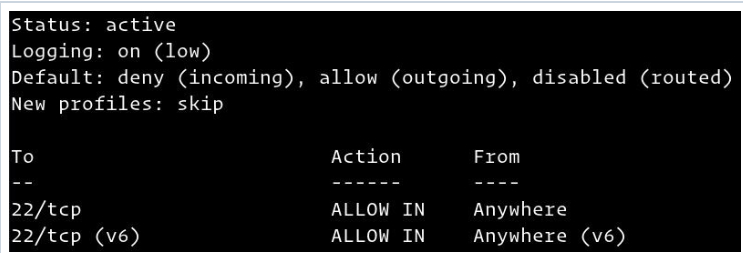 Status: active
Logging: on (low)
Default: deny (incoming), allow (outgoing), disabled (routed)
New profiles: skip
To Action From
-- ------ ----
22/tcp ALLOW IN Anywhere
22/tcp (v6) ALLOW IN Anywhere (v6)